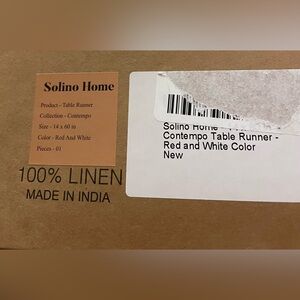 Solino Home
Product - Table Runner
Collection - Contempo
Size - 14 x 60 in
Color - Red And White
Pieces - 01
100% LINEN
MADE IN INDIA
Solino Home
Contempo Table Runner -
Red and White Color
New